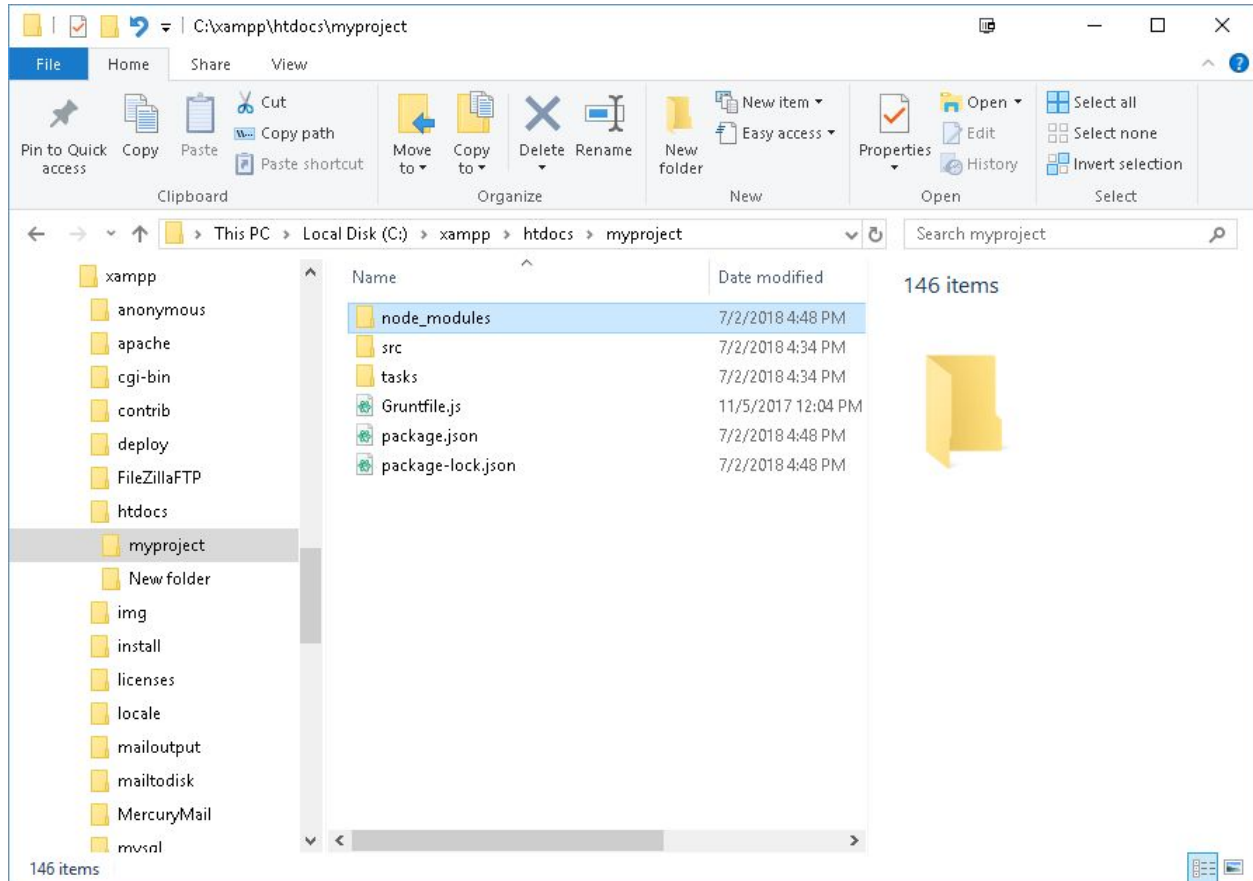 C:\xampp\htdocs\myproject
File Home Share View
Pin to Quick access
Copy
Paste
Cut
Copy path
Paste shortcut
Clipboard
Move to
Copy to
Delete
Rename
Organize
New folder
New item
Easy access
New
Properties
Open
Edit
History
Open
Select all
Select none
Invert selection
Select
This PC > Local Disk (C:) > xampp > htdocs > myproject
Search myproject
xampp
anonymous
apache
cgi-bin
contrib
deploy
FileZillaFTP
htdocs
myproject
New folder
img
install
licenses
locale
mailoutput
mailtodisk
MercuryMail
mysql
Name Date modified
node_modules 7/2/2018 4:48 PM
src 7/2/2018 4:34 PM
tasks 7/2/2018 4:34 PM
Gruntfile.js 11/5/2017 12:04 PM
package.json 7/2/2018 4:48 PM
package-lock.json 7/2/2018 4:48 PM
146 items
146 items